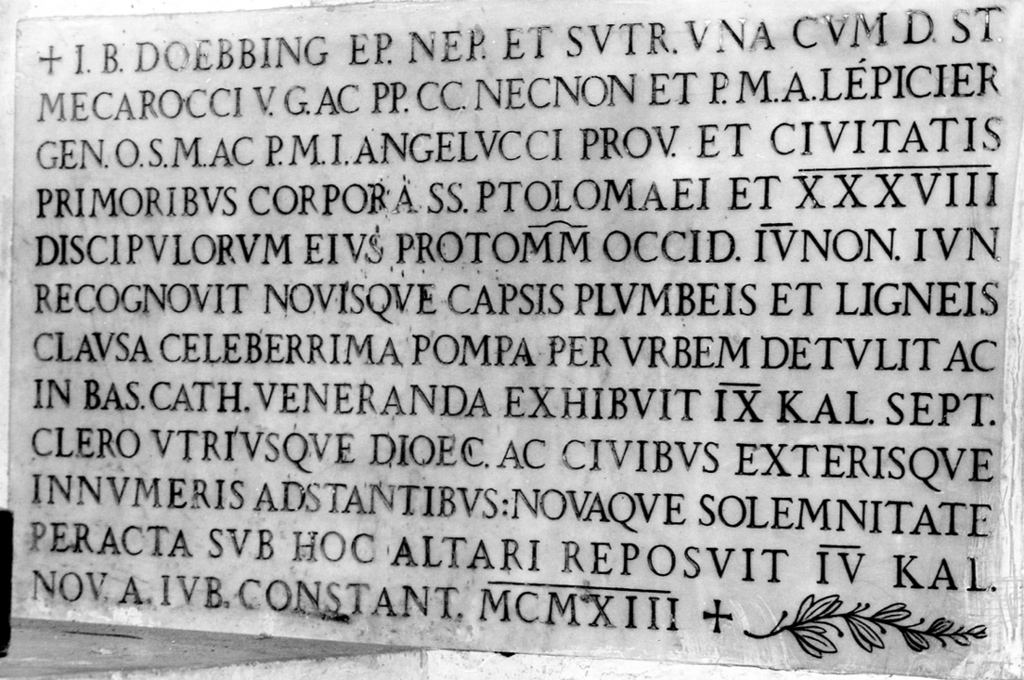 + I. B. DOEBBING EP. NEP. ET SVTR. VNA CVM D. ST.
MECAROCCI V. G. AC PP. CC. NECNON ET P. M. A. LÉPICIER
GEN. O. S. M. AC P. M. I. ANGELVCCI PROV. ET CIVITATIS
PRIMORIBVS CORPORA SS. PTOLOMAEI ET XXXVIII
DISCIPVLORVM EIVS PROTOMM OCCID. IV NON. IVN
RECOGNOVIT NOVISQVE CAPSIS PLVMBEIS ET LIGNEIS
CLAVSA CELEBERRIMA POMPA PER VRBEM DETVLIT AC
IN BAS. CATH. VENERANDA EXHIBVIT IX KAL. SEPT.
CLERO VTRIVSQVE DIOEC. AC CIVIBVS EXTERISQVE
INNVMERIS ADSTANTIBVS: NOVAQVE SOLEMNITATE
PERACTA SVB HOC ALTARI REPOSVIT IV KAL.
NOV. A. IVB. CONSTANT. MCMXIII +